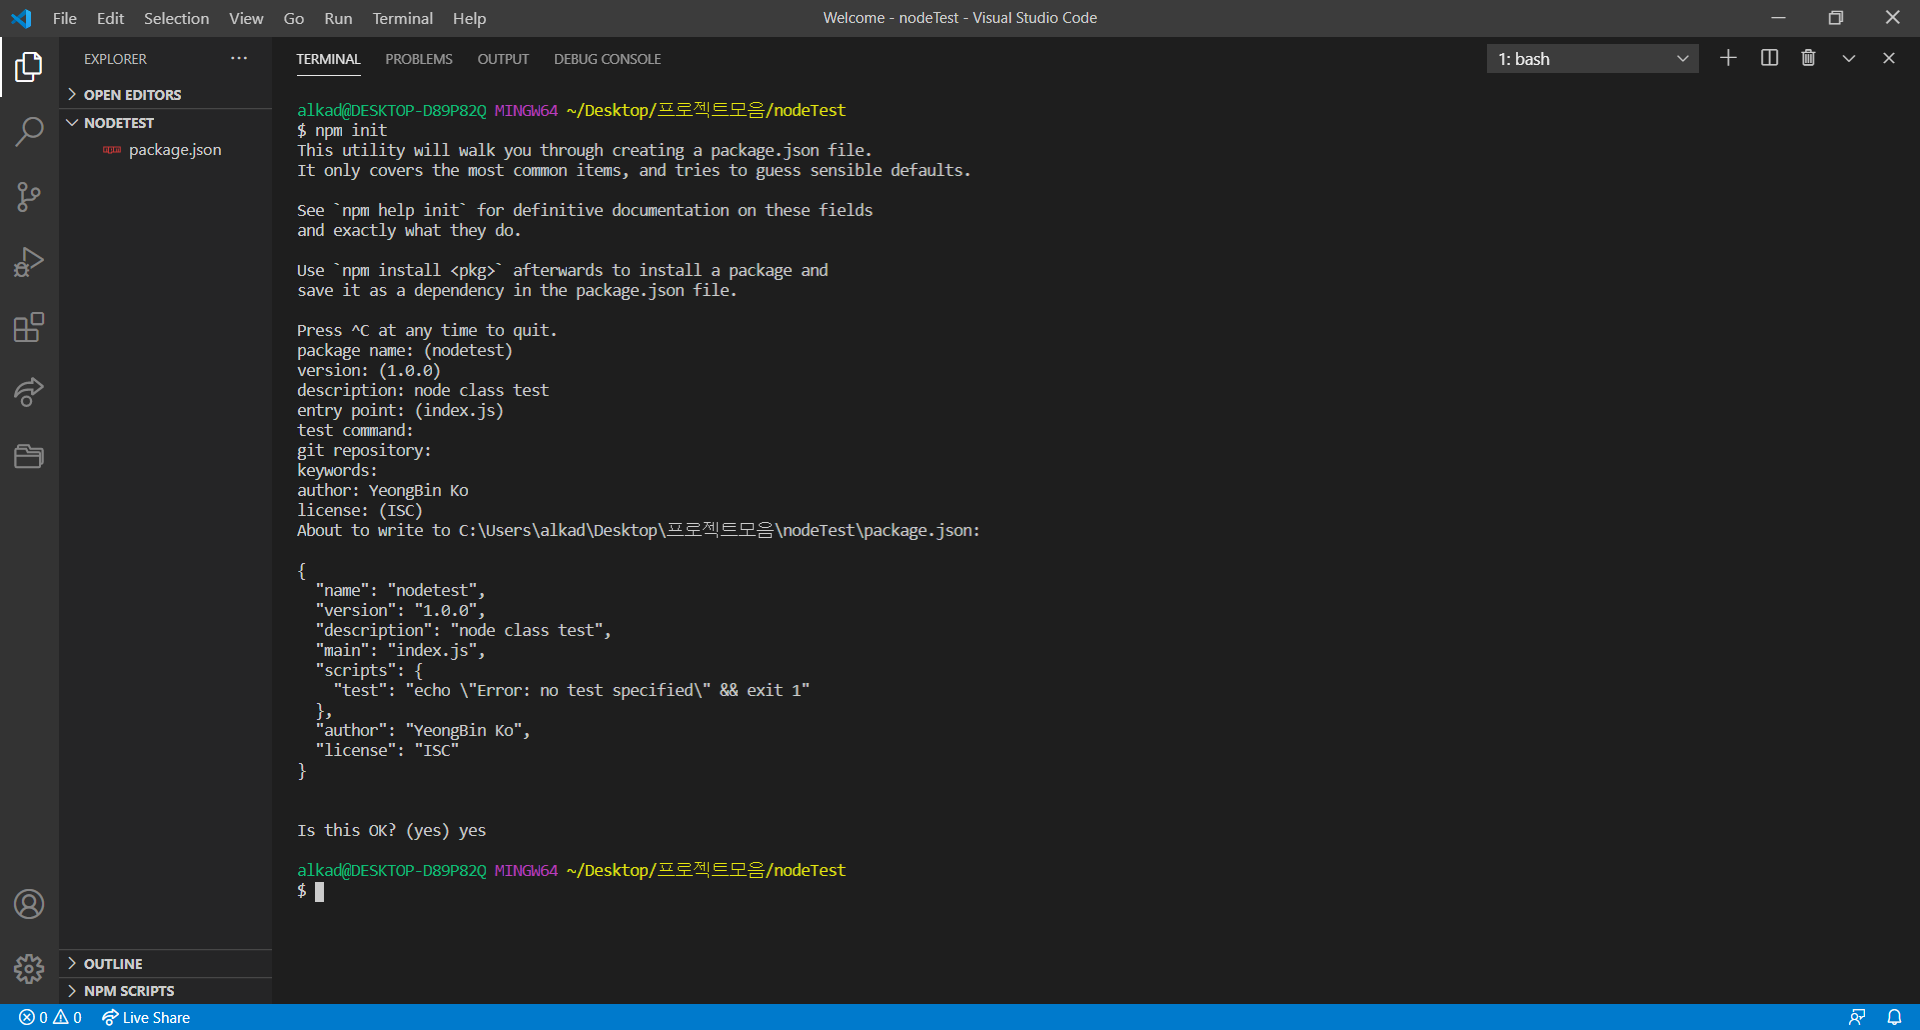 File Edit Selection View Go Run Terminal Help
Welcome - nodeTest - Visual Studio Code
EXPLORER
OPEN EDITORS
NODETEST
package.json
OUTLINE
NPM SCRIPTS
TERMINAL PROBLEMS OUTPUT DEBUG CONSOLE
1: bash
alkad@DESKTOP-D89P82Q MINGW64 ~/Desktop/프로젝트모음/nodeTest
$ npm init
This utility will walk you through creating a package.json file.
It only covers the most common items, and tries to guess sensible defaults.
See `npm help init` for definitive documentation on these fields
and exactly what they do.
Use `npm install <pkg>` afterwards to install a package and
save it as a dependency in the package.json file.
Press ^C at any time to quit.
package name: (nodetest)
version: (1.0.0)
description: node class test
entry point: (index.js)
test command:
git repository:
keywords:
author: YeongBin Ko
license: (ISC)
About to write to C:\Users\alkad\Desktop\프로젝트모음\nodeTest\package.json:
{
  "name": "nodetest",
  "version": "1.0.0",
  "description": "node class test",
  "main": "index.js",
  "scripts": {
    "test": "echo \"Error: no test specified\" && exit 1"
  },
  "author": "YeongBin Ko",
  "license": "ISC"
}
Is this OK? (yes) yes
alkad@DESKTOP-D89P82Q MINGW64 ~/Desktop/프로젝트모음/nodeTest
$
0 0 Live Share